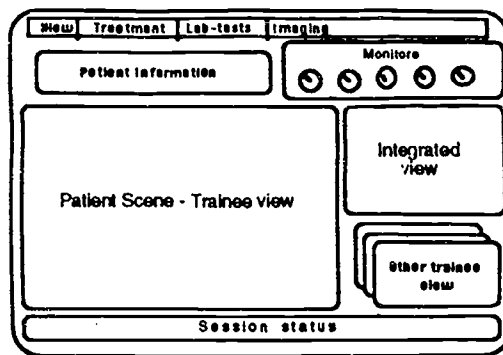 View Treatment Lab-tests Imaging
Monitors
Patient Information
Integrated
view
Patient Scene - Trainee view
Other trainee
view
Session status